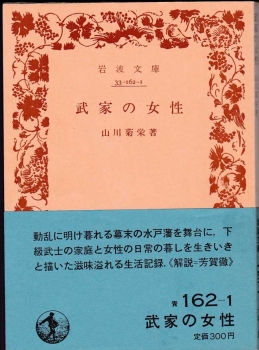 岩波文庫
33-162-1
武家の女性
山川菊栄著
動乱に明け暮れる幕末の水戸藩を舞台に，下
級武士の家庭と女性の日常の暮しを生きいき
と描いた滋味溢れる生活記録．《解説=芳賀徹》
青 162-1
武家の女性
定価300円